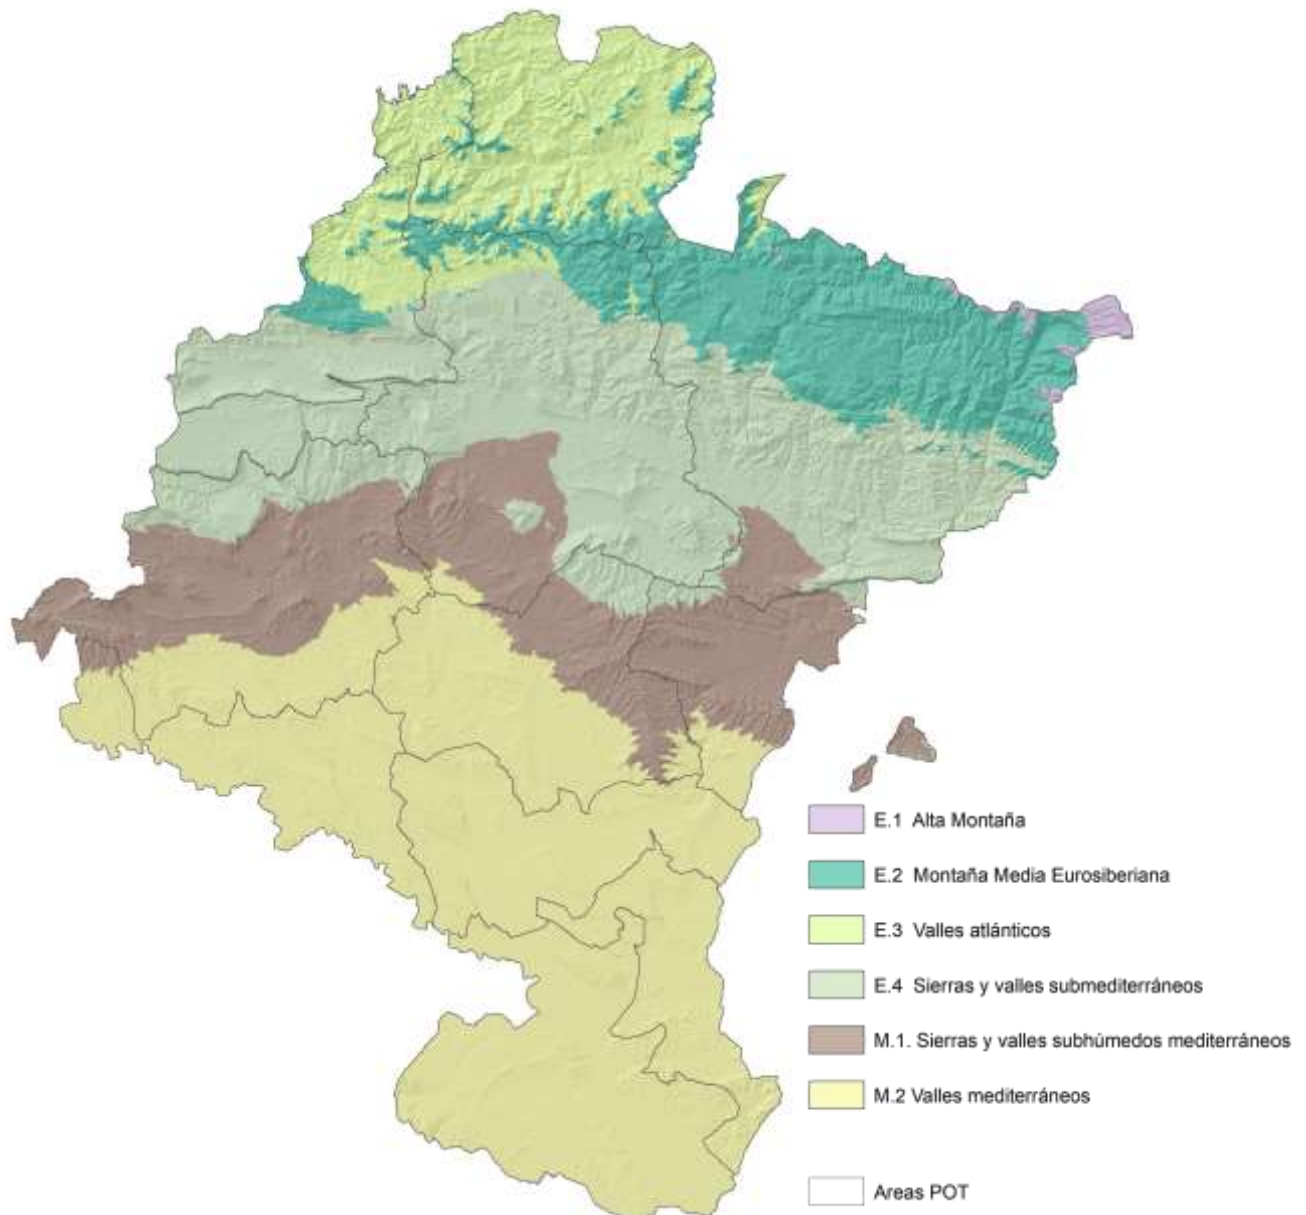 E.1 Alta Montaña
E.2 Montaña Media Eurosiberiana
E.3 Valles atlánticos
E.4 Sierras y valles submediterráneos
M.1. Sierras y valles subhúmedos mediterráneos
M.2 Valles mediterráneos
Areas POT